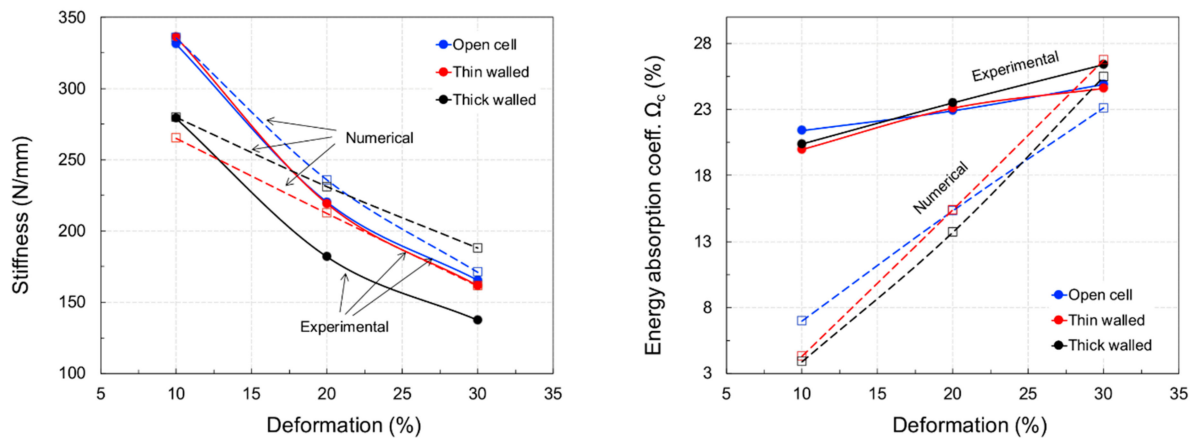 350
300
250
200
150
100
Stiffness (N/mm)
Open cell
Thin walled
Thick walled
Numerical
Experimental
5 10 15 20 25 30 35
Deformation (%)
28
23
18
13
8
3
Energy absorption coeff. Ωc (%)
Experimental
Numerical
Open cell
Thin walled
Thick walled
5 10 15 20 25 30 35
Deformation (%)